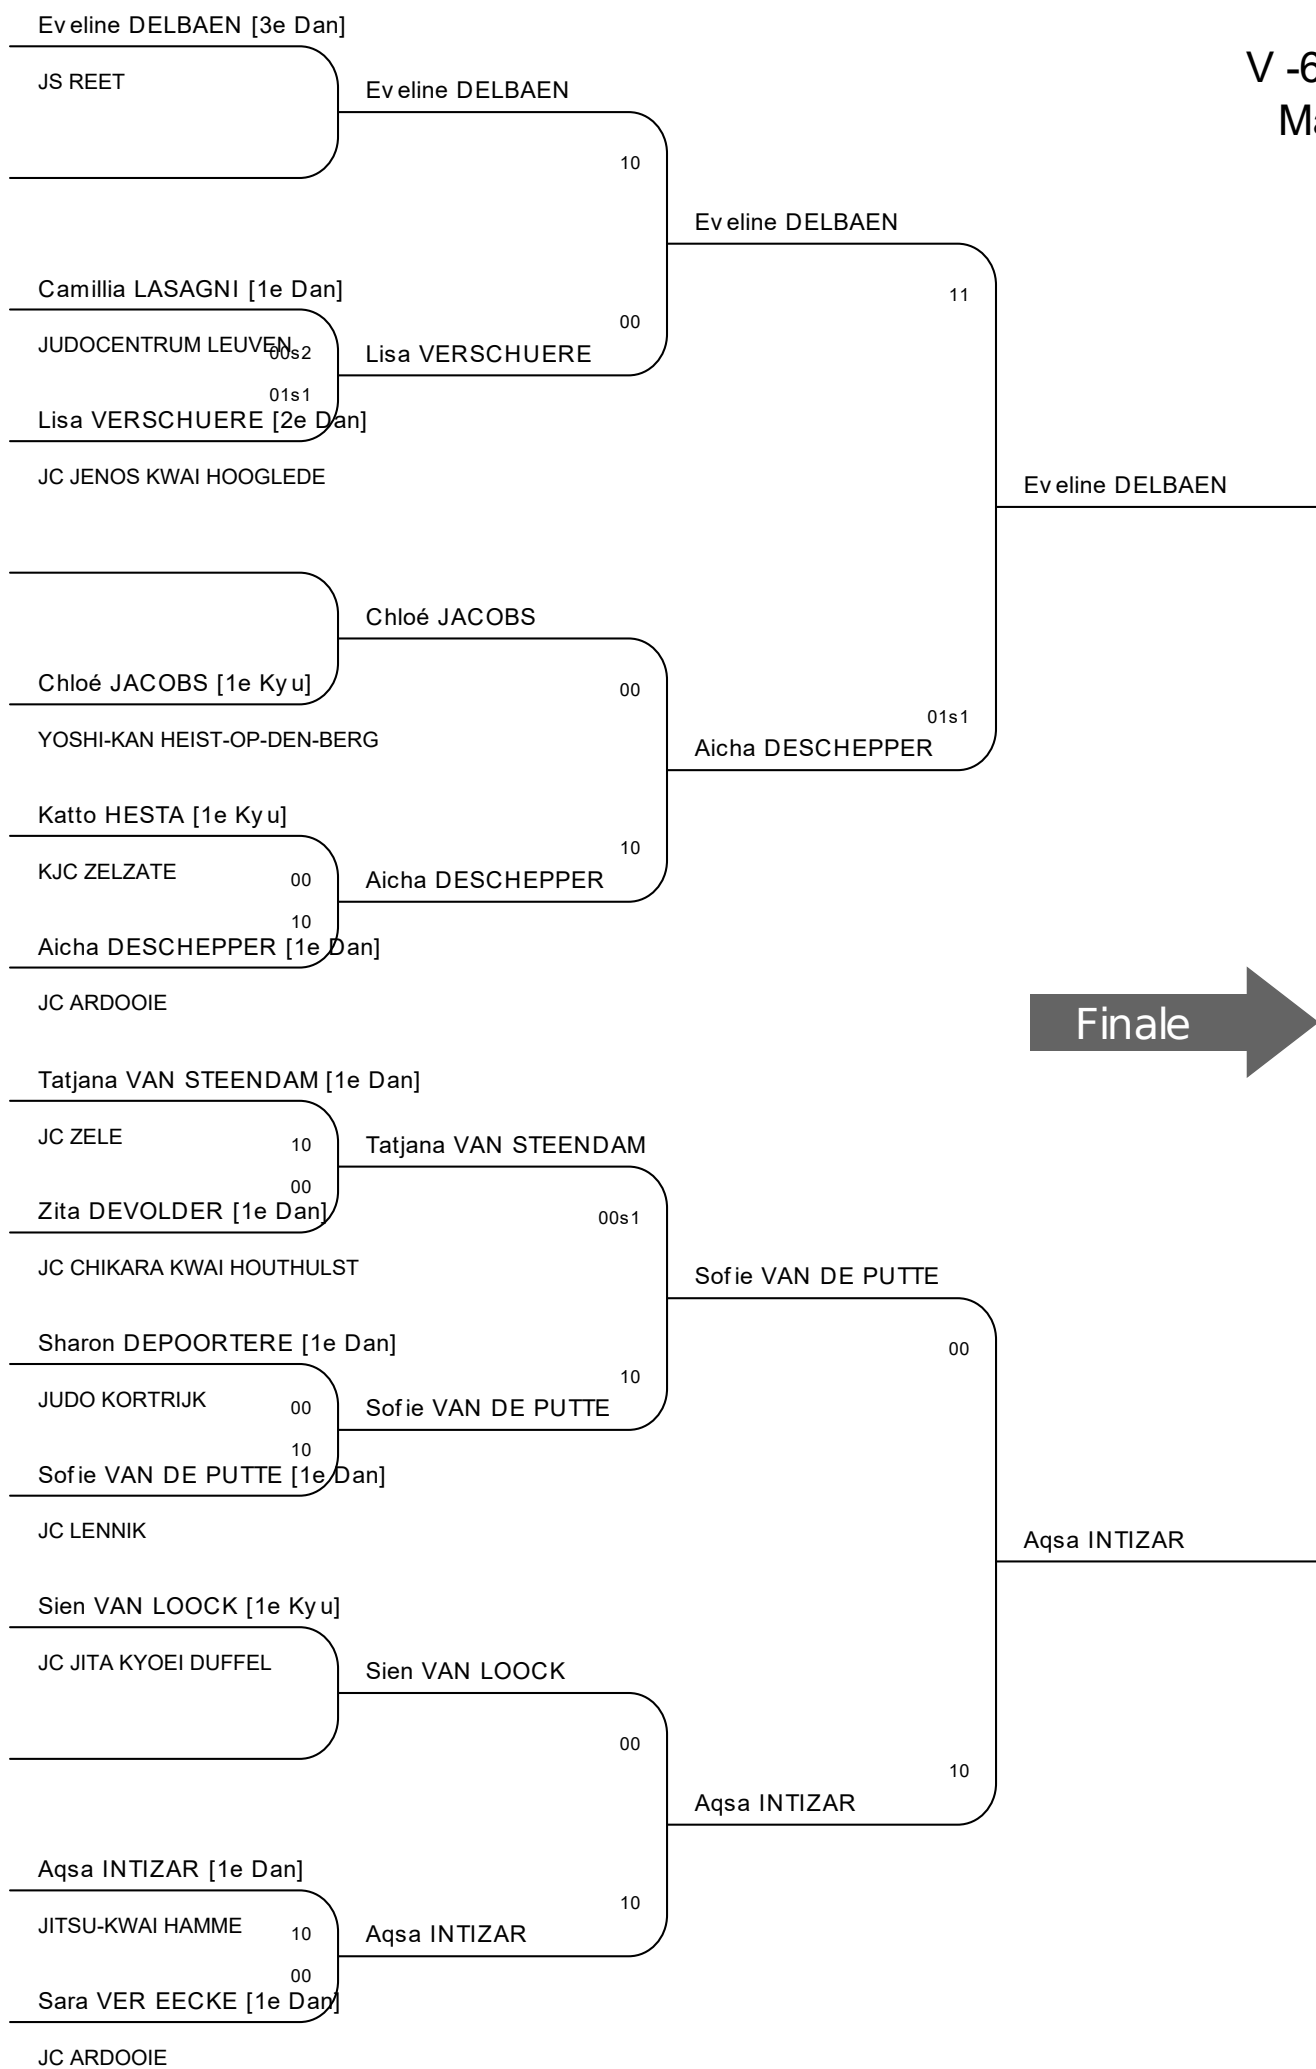 Eveline DELBAEN [3e Dan]
V -6
JS REET
Eveline DELBAEN
Ma
10
Eveline DELBAEN
Camillia LASAGNI [1e Dan]
11
00
JUDOCENTRUM LEUVEN
00s2
Lisa VERSCHUERE
01s1
Lisa VERSCHUERE [2e Dan]
JC JENOS KWAI HOOGLEDE
Eveline DELBAEN
Chloé JACOBS
Chloé JACOBS [1e Kyu]
00
01s1
YOSHI-KAN HEIST-OP-DEN-BERG
Aicha DESCHEPPER
Katto HESTA [1e Kyu]
10
KJC ZELZATE
00
Aicha DESCHEPPER
10
Aicha DESCHEPPER [1e Dan]
JC ARDOOIE
Finale
Tatjana VAN STEENDAM [1e Dan]
JC ZELE
10
Tatjana VAN STEENDAM
00
Zita DEVOLDER [1e Dan]
00s1
JC CHIKARA KWAI HOUTHULST
Sofie VAN DE PUTTE
Sharon DEPOORTERE [1e Dan]
00
10
JUDO KORTRIJK
00
Sofie VAN DE PUTTE
10
Sofie VAN DE PUTTE [1e Dan]
JC LENNIK
Aqsa INTIZAR
Sien VAN LOOCK [1e Kyu]
JC JITA KYOEI DUFFEL
Sien VAN LOOCK
00
10
Aqsa INTIZAR
Aqsa INTIZAR [1e Dan]
10
JITSU-KWAI HAMME
10
Aqsa INTIZAR
00
Sara VER EECKE [1e Dan]
JC ARDOOIE